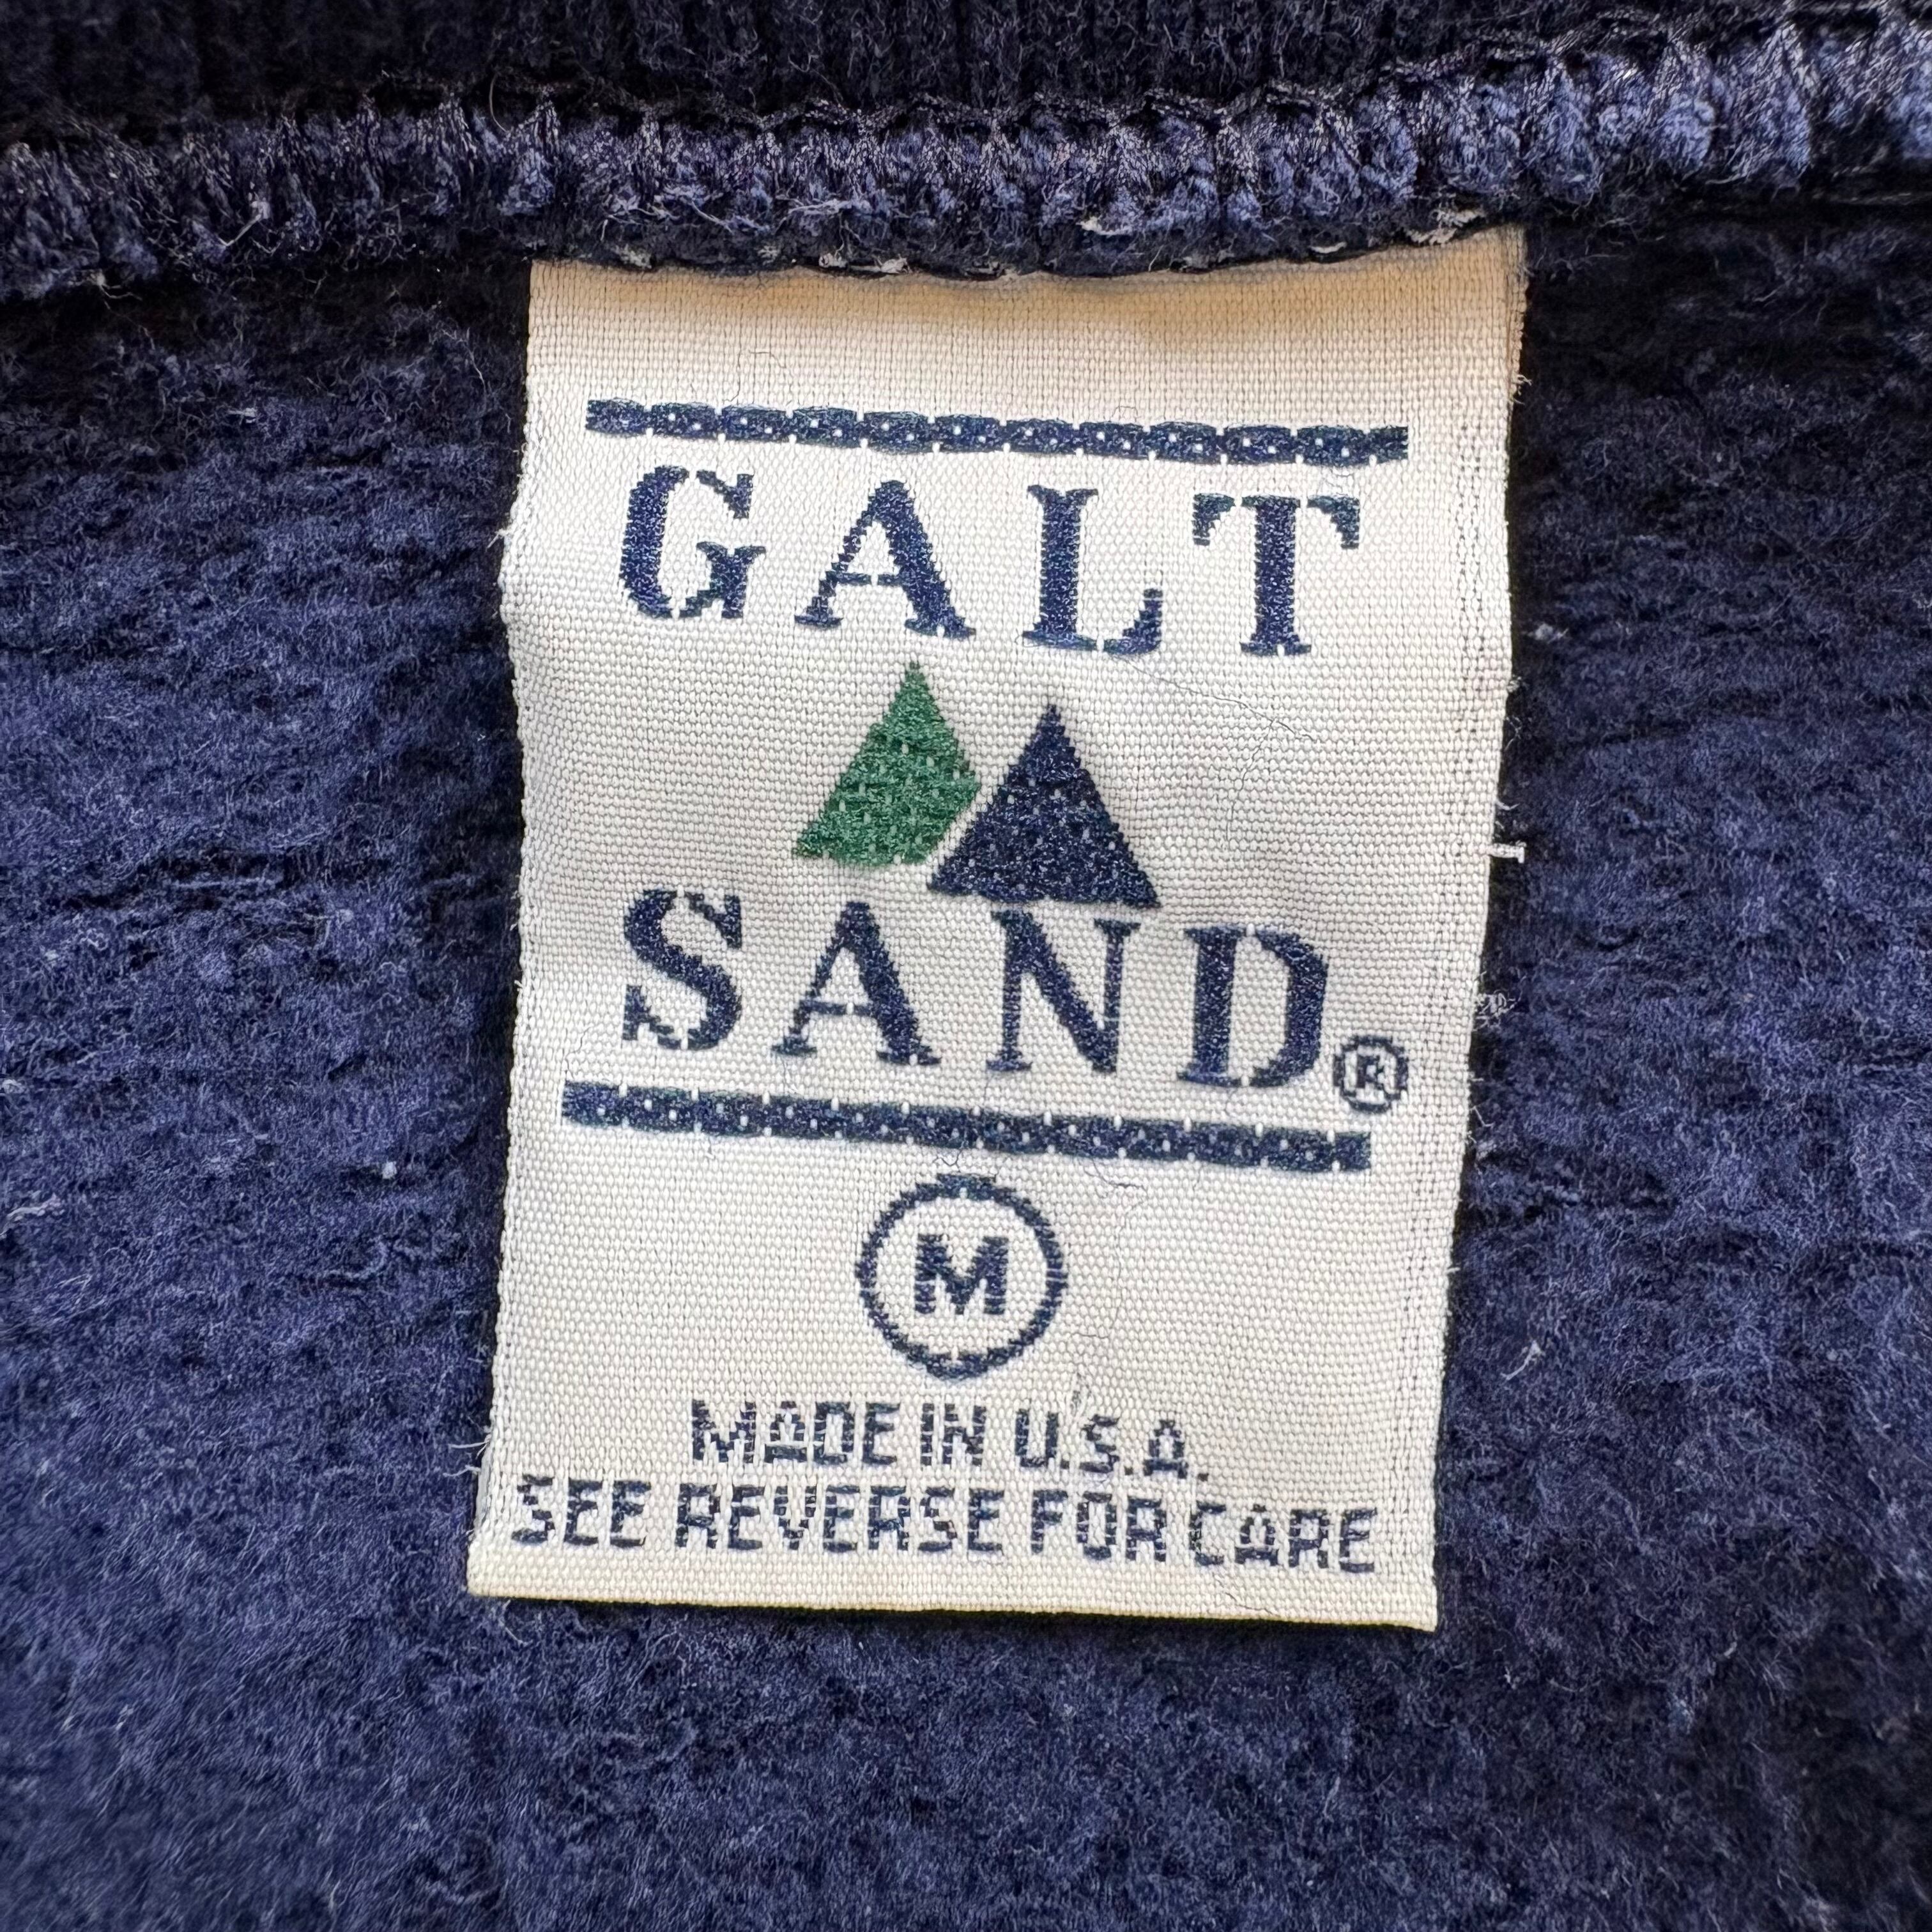 GALT
SAND®
M
MADE IN U.S.A.
SEE REVERSE FOR CARE